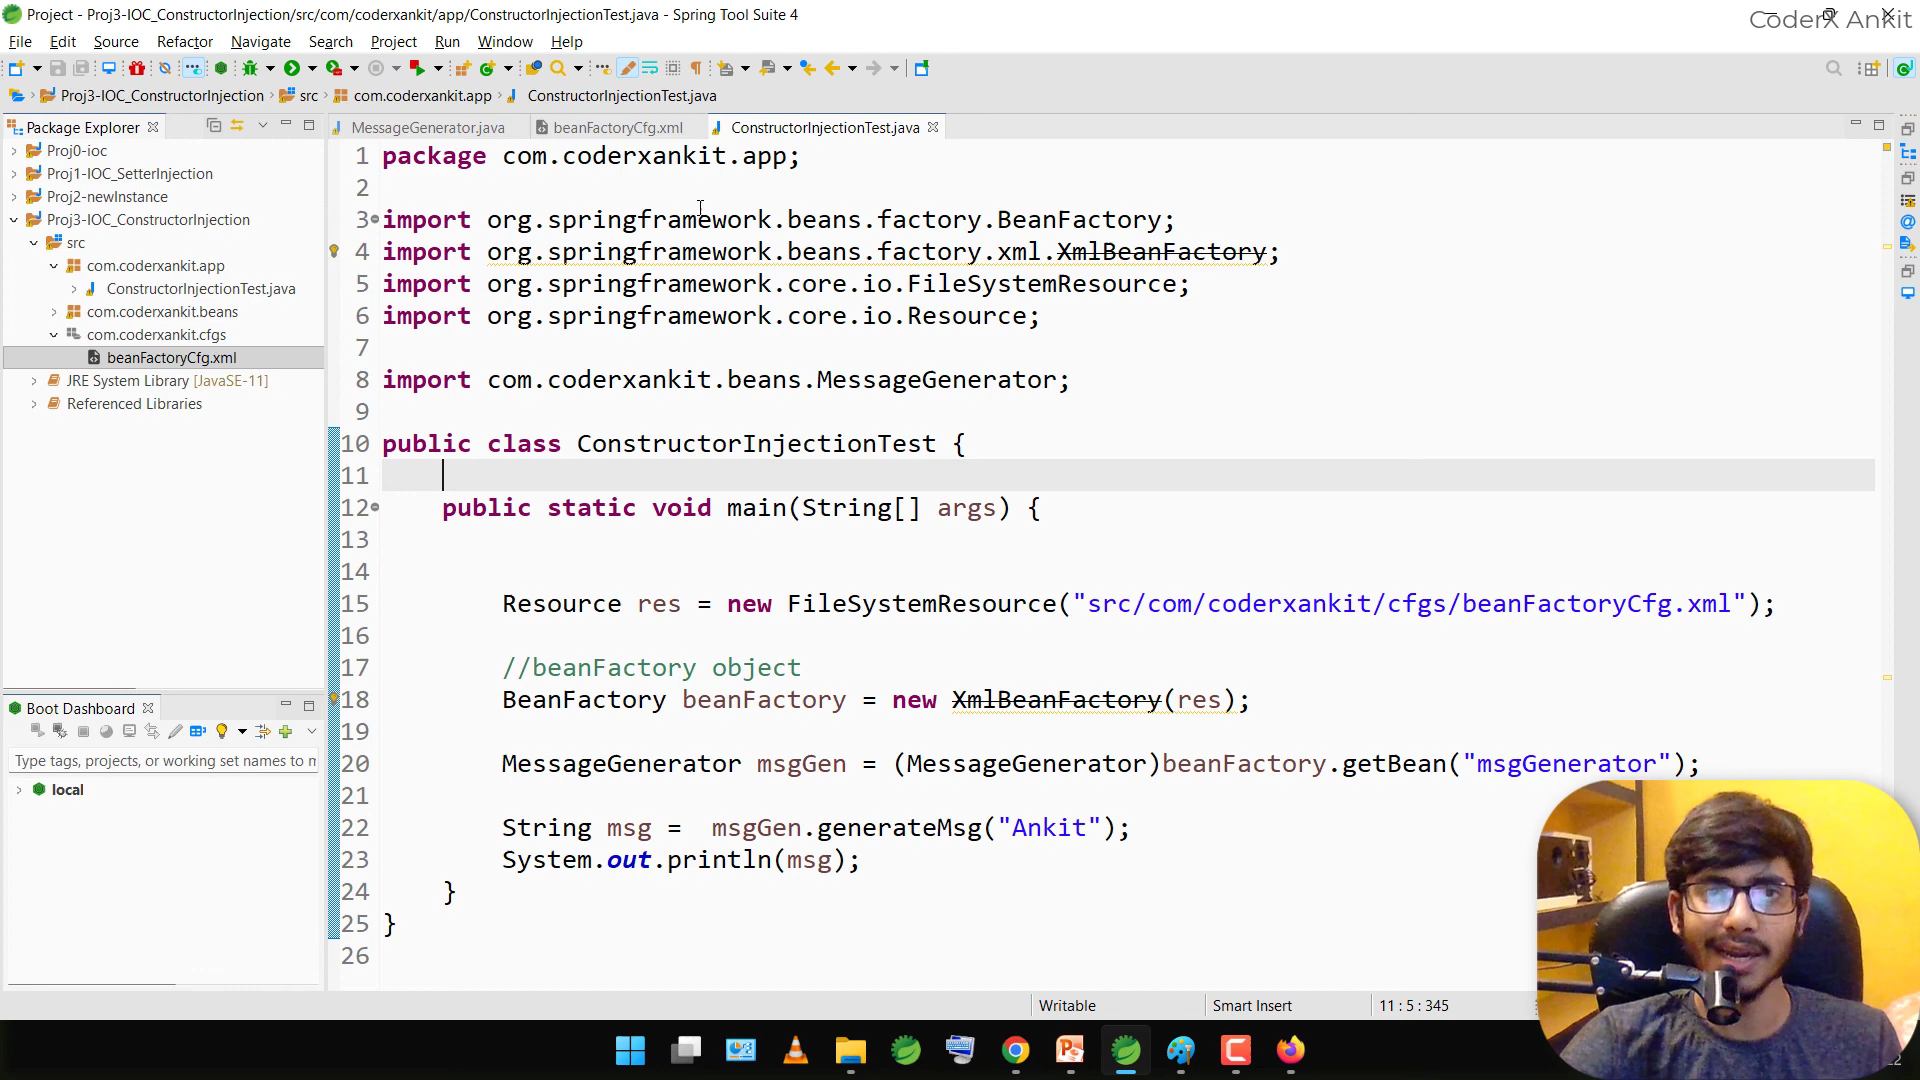 Project - Proj3-IOC_ConstructorInjection/src/com/coderxankit/app/ConstructorInjectionTest.java - Spring Tool Suite 4
CoderX Ankit
File Edit Source Refactor Navigate Search Project Run Window Help
Proj3-IOC_ConstructorInjection src com.coderxankit.app ConstructorInjectionTest.java
Package Explorer
Proj0-ioc
Proj1-IOC_SetterInjection
Proj2-newInstance
Proj3-IOC_ConstructorInjection
src
com.coderxankit.app
ConstructorInjectionTest.java
com.coderxankit.beans
com.coderxankit.cfgs
beanFactoryCfg.xml
JRE System Library [JavaSE-11]
Referenced Libraries
Boot Dashboard
Type tags, projects, or working set names to m
local
MessageGenerator.java beanFactoryCfg.xml ConstructorInjectionTest.java
1 package com.coderxankit.app;
2
3 import org.springframework.beans.factory.BeanFactory;
4 import org.springframework.beans.factory.xml.XmlBeanFactory;
5 import org.springframework.core.io.FileSystemResource;
6 import org.springframework.core.io.Resource;
7
8 import com.coderxankit.beans.MessageGenerator;
9
10 public class ConstructorInjectionTest {
11
12 public static void main(String[] args) {
13
14
15 Resource res = new FileSystemResource("src/com/coderxankit/cfgs/beanFactoryCfg.xml");
16
17 //beanFactory object
18 BeanFactory beanFactory = new XmlBeanFactory(res);
19
20 MessageGenerator msgGen = (MessageGenerator)beanFactory.getBean("msgGenerator");
21
22 String msg =  msgGen.generateMsg("Ankit");
23 System.out.println(msg);
24 }
25 }
26
Writable Smart Insert 11 : 5 : 345